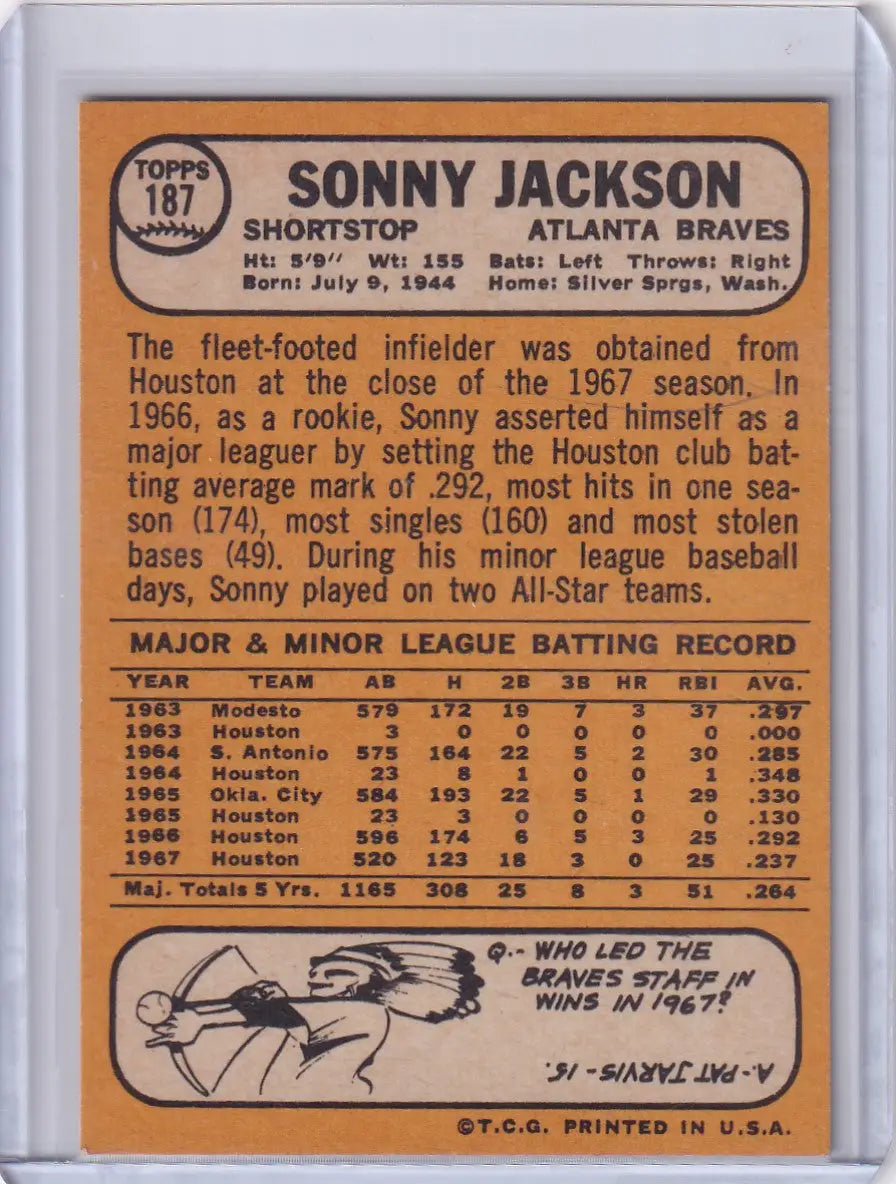 TOPPS
187
SONNY JACKSON
SHORTSTOP ATLANTA BRAVES
Ht: 5'9" Wt: 155 Bats: Left Throws: Right
Born: July 9, 1944 Home: Silver Sprgs, Wash.
The fleet-footed infielder was obtained from
Houston at the close of the 1967 season. In
1966, as a rookie, Sonny asserted himself as a
major leaguer by setting the Houston club bat-
ting average mark of .292, most hits in one sea-
son (174), most singles (160) and most stolen
bases (49). During his minor league baseball
days, Sonny played on two All-Star teams.
MAJOR & MINOR LEAGUE BATTING RECORD
YEAR TEAM AB H 2B 3B HR RBI AVG.
1963 Modesto 579 172 19 7 3 37 .297
1963 Houston 3 0 0 0 0 0 .000
1964 S. Antonio 575 164 22 5 2 30 .285
1964 Houston 23 8 1 0 0 1 .348
1965 Okla. City 584 193 22 5 1 29 .330
1965 Houston 23 3 0 0 0 0 .130
1966 Houston 596 174 6 5 3 25 .292
1967 Houston 520 123 18 3 0 25 .237
Maj. Totals 5 Yrs. 1165 308 25 8 3 51 .264
Q.- WHO LED THE
BRAVES STAFF IN
WINS IN 1967?
A.- PAT JARVIS - 15.
©T.C.G. PRINTED IN U.S.A.